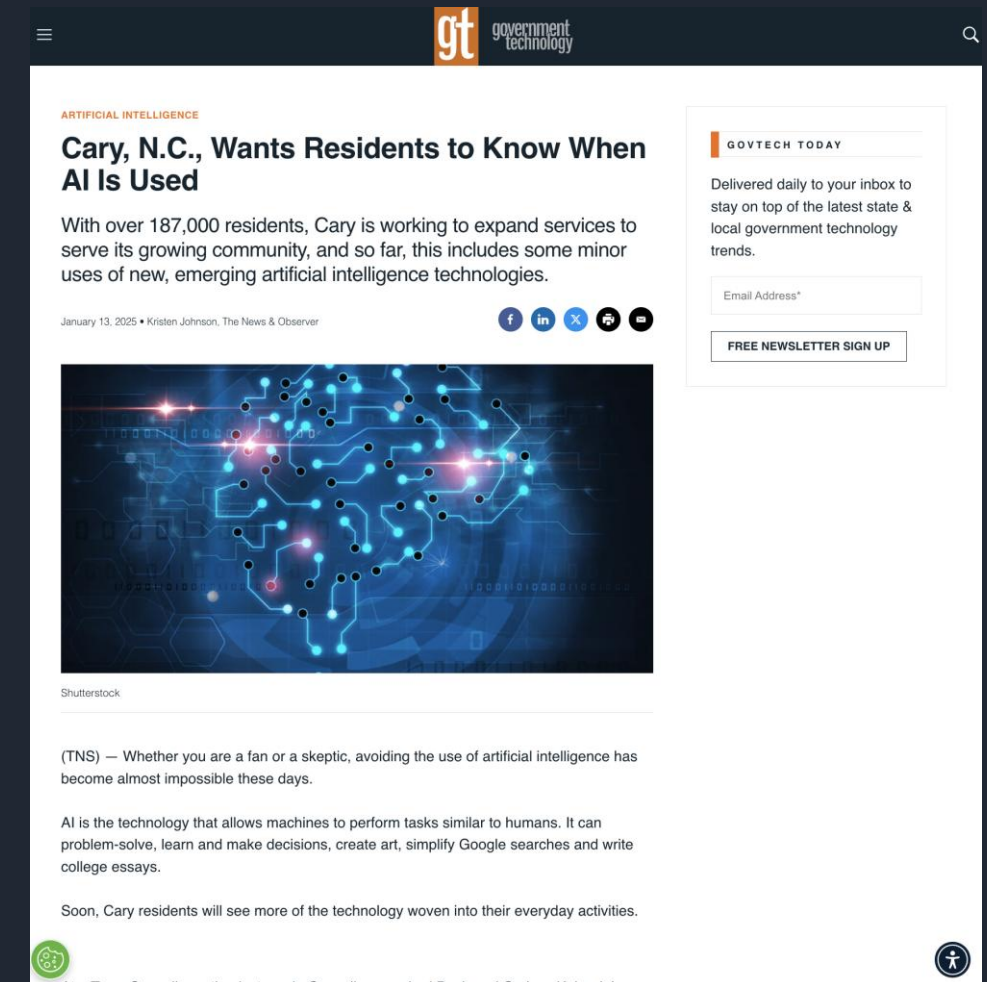 gt government
technology
ARTIFICIAL INTELLIGENCE
Cary, N.C., Wants Residents to Know When
AI Is Used
With over 187,000 residents, Cary is working to expand services to
serve its growing community, and so far, this includes some minor
uses of new, emerging artificial intelligence technologies.
January 13, 2025 • Kristen Johnson, The News & Observer
Shutterstock
(TNS) — Whether you are a fan or a skeptic, avoiding the use of artificial intelligence has
become almost impossible these days.
AI is the technology that allows machines to perform tasks similar to humans. It can
problem-solve, learn and make decisions, create art, simplify Google searches and write
college essays.
Soon, Cary residents will see more of the technology woven into their everyday activities.
GOVTECH TODAY
Delivered daily to your inbox to
stay on top of the latest state &
local government technology
trends.
Email Address*
FREE NEWSLETTER SIGN UP